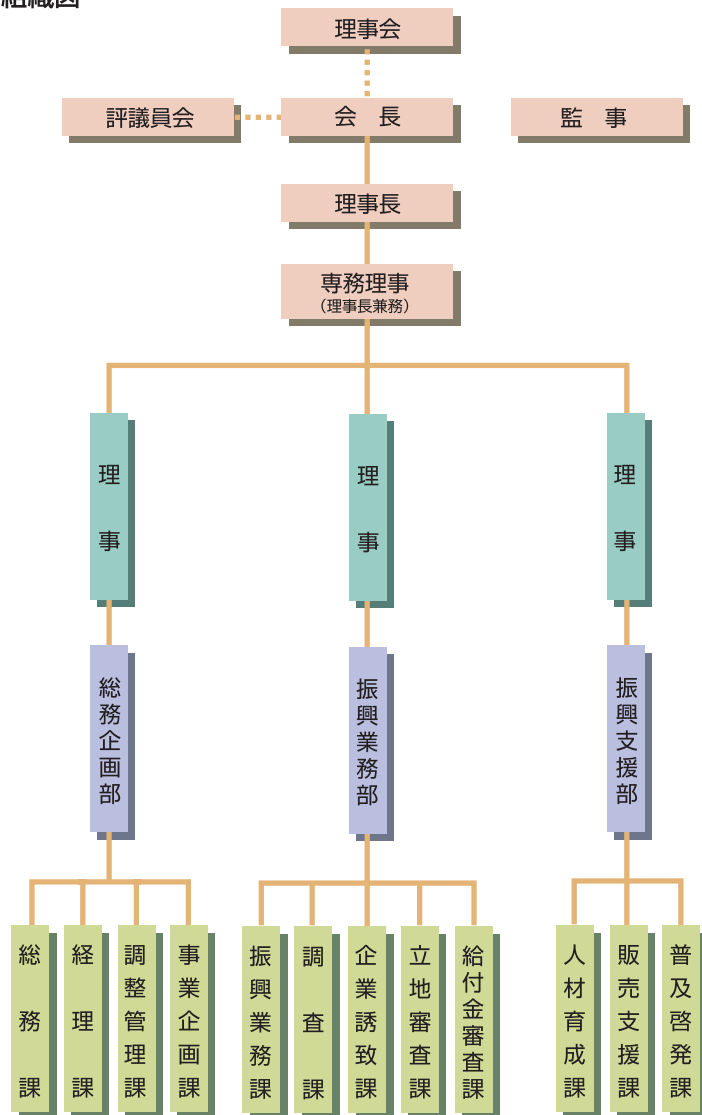 組織図
理事会
評議員会
会　長
監　事
理事長
専務理事
（理事長兼務）
理事
理事
理事
総務企画部
振興業務部
振興支援部
総務課
経理課
調整管理課
事業企画課
振興業務課
調査課
企業誘致課
立地審査課
給付金審査課
人材育成課
販売支援課
普及啓発課